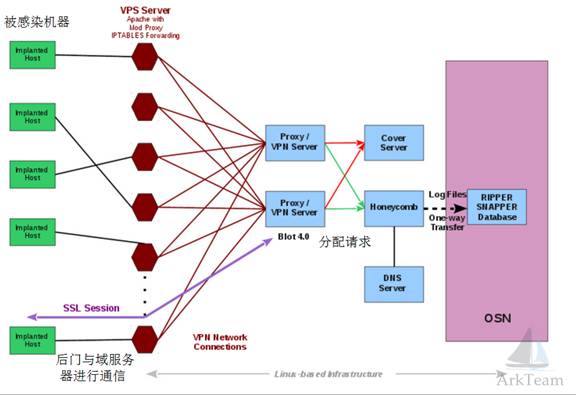 被感染机器
VPS Server
Apache with
Mod Proxy
IPTABLES Forwarding
Implanted
Host
Implanted
Host
Implanted
Host
Implanted
Host
Implanted
Host
Proxy /
VPN Server
Proxy /
VPN Server
Blot 4.0
分配请求
Cover
Server
Honeycomb
DNS
Server
Log Files
One-way
Transfer
RIPPER
SNAPPER
Database
OSN
SSL Session
VPN Network
Connections
后门与域服务
器进行通信
Linux-based Infrastructure
ArkTeam